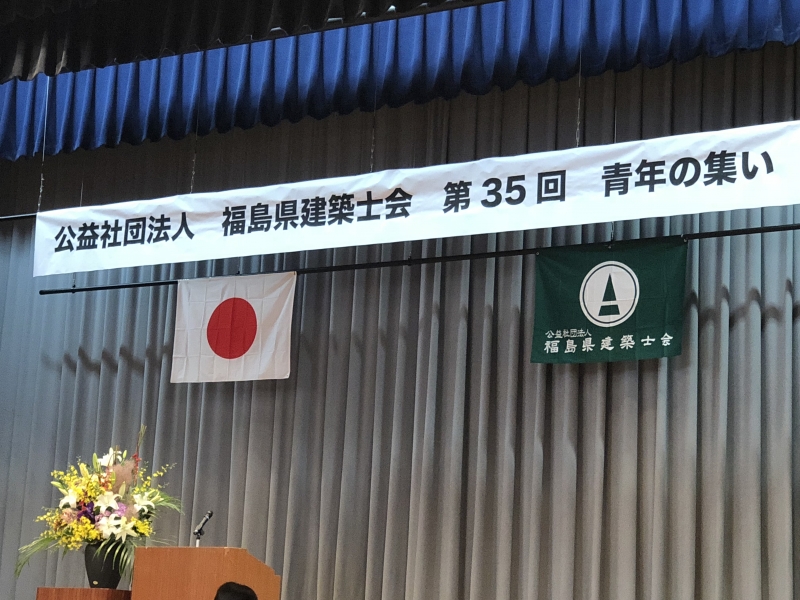 公益社団法人　福島県建築士会　第35回　青年の集い
公益社団法人
福島県建築士会